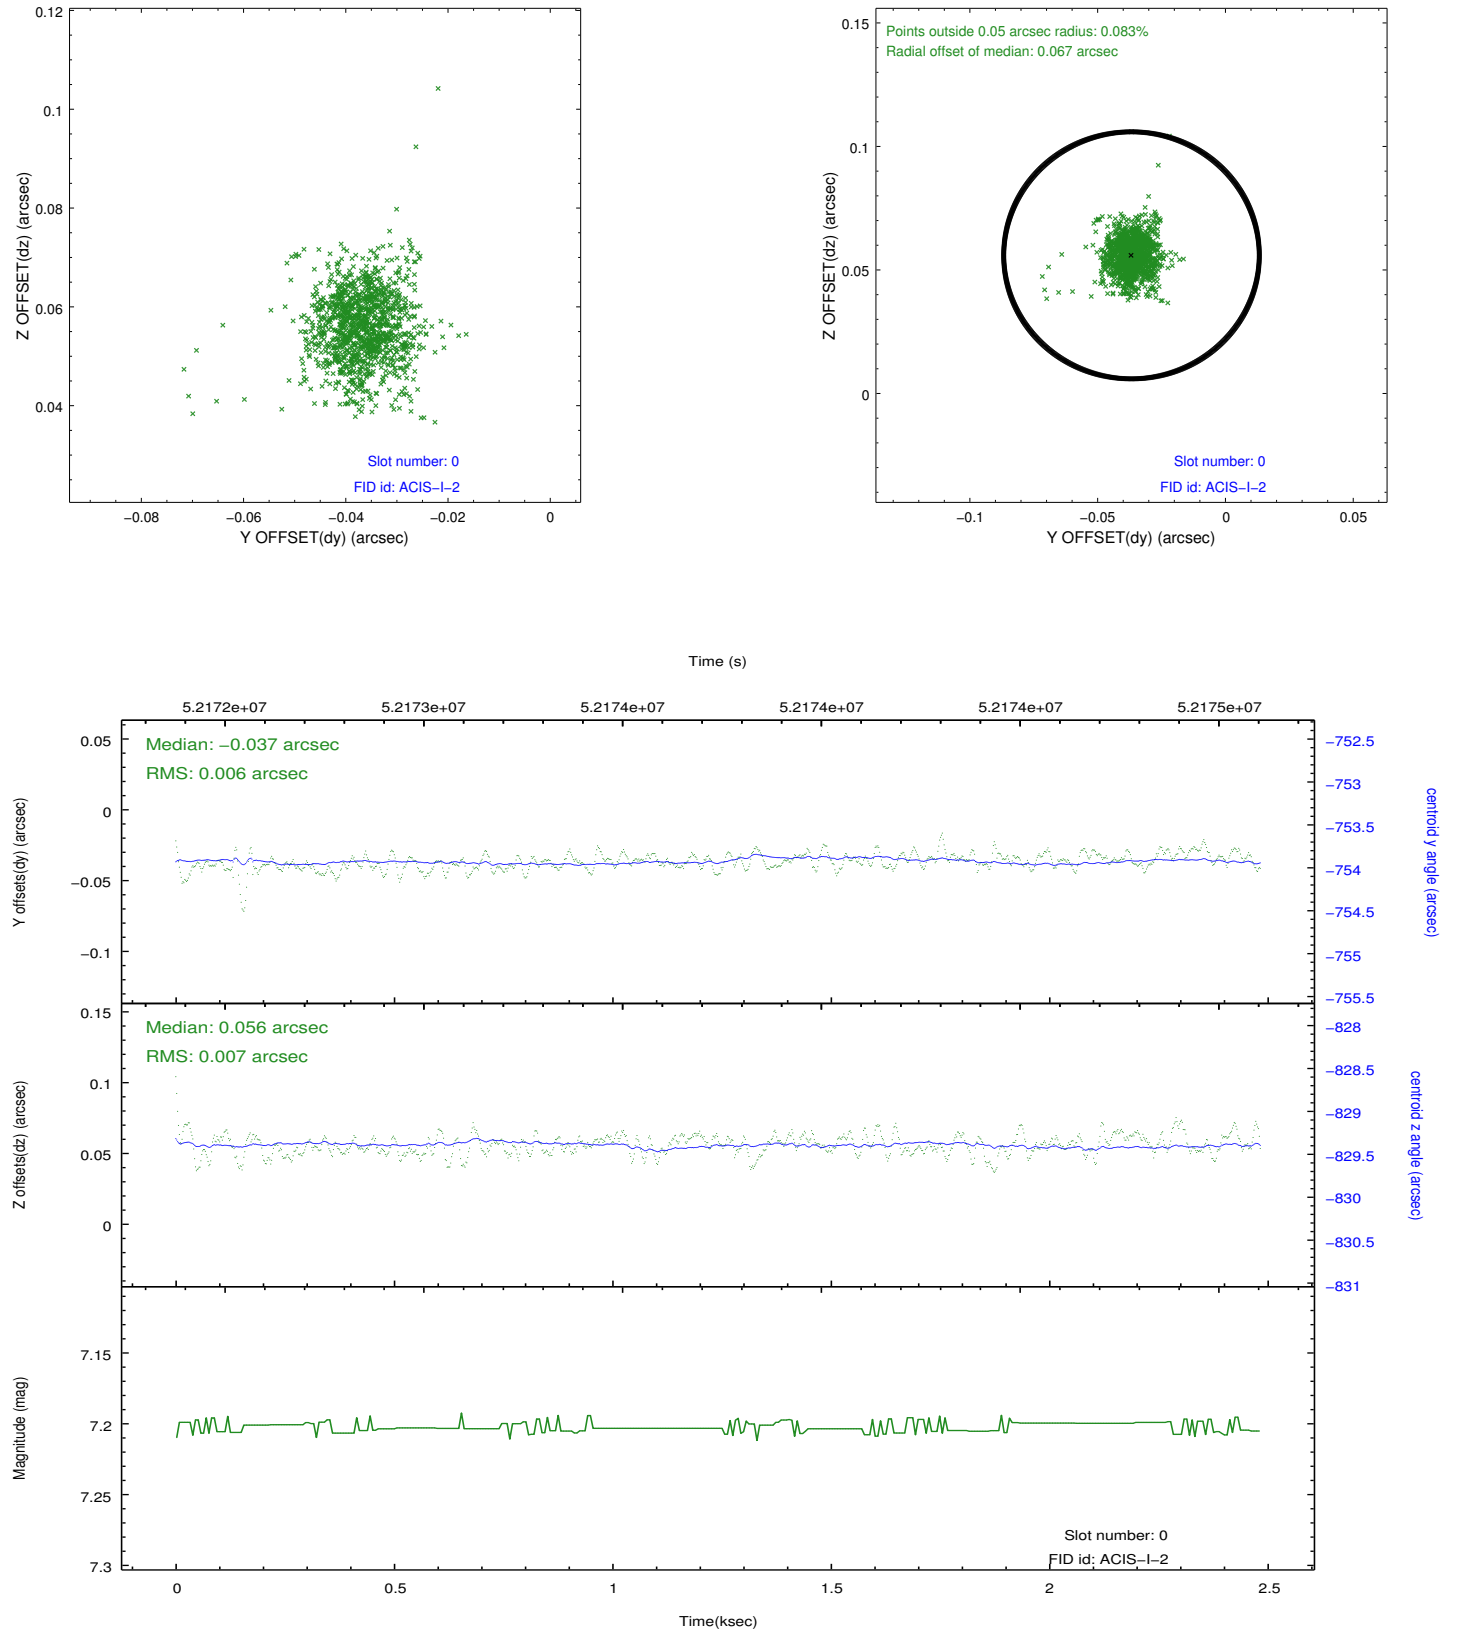 0.12
0.1
0.08
0.06
0.04
Z OFFSET(dz) (arcsec)
Slot number: 0
FID id: ACIS−I−2
−0.08
−0.06
−0.04
−0.02
0
Y OFFSET(dy) (arcsec)
Points outside 0.05 arcsec radius: 0.083%
Radial offset of median: 0.067 arcsec
0.15
0.1
0.05
0
Z OFFSET(dz) (arcsec)
Slot number: 0
FID id: ACIS−I−2
−0.1
−0.05
0
0.05
Y OFFSET(dy) (arcsec)
Time (s)
5.2172e+07
5.2173e+07
5.2174e+07
5.2174e+07
5.2174e+07
5.2175e+07
Median: −0.037 arcsec
RMS: 0.006 arcsec
0.05
0
−0.05
−0.1
Y offsets(dy) (arcsec)
−752.5
−753
−753.5
−754
−754.5
−755
−755.5
centroid y angle (arcsec)
Median: 0.056 arcsec
RMS: 0.007 arcsec
0.15
0.1
0.05
0
Z offsets(dz) (arcsec)
−828
−828.5
−829
−829.5
−830
−830.5
−831
centroid z angle (arcsec)
7.15
7.2
7.25
7.3
Magnitude (mag)
Slot number: 0
FID id: ACIS−I−2
0
0.5
1
1.5
2
2.5
Time(ksec)